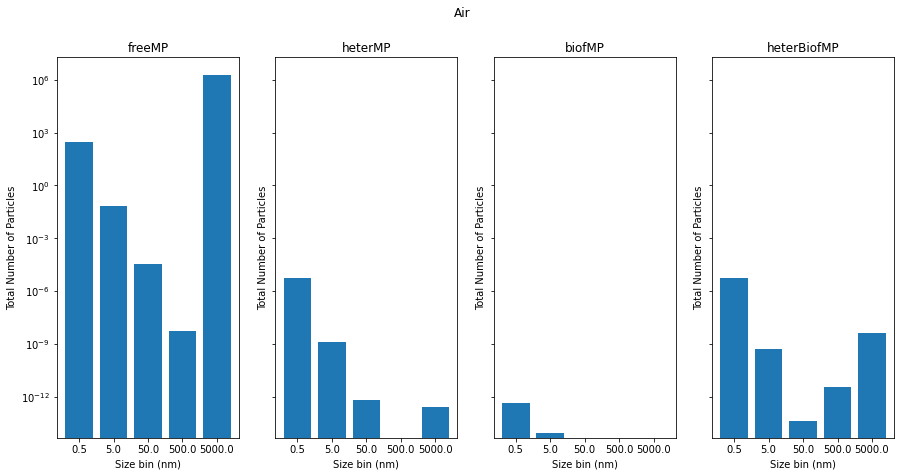 Air
freeMP
heterMP
biofMP
heterBiofMP
Total Number of Particles
10^6
10^3
10^0
10^-3
10^-6
10^-9
10^-12
0.5 5.0 50.0 500.0 5000.0
Size bin (nm)
Total Number of Particles
0.5 5.0 50.0 500.0 5000.0
Size bin (nm)
Total Number of Particles
0.5 5.0 50.0 500.0 5000.0
Size bin (nm)
Total Number of Particles
0.5 5.0 50.0 500.0 5000.0
Size bin (nm)